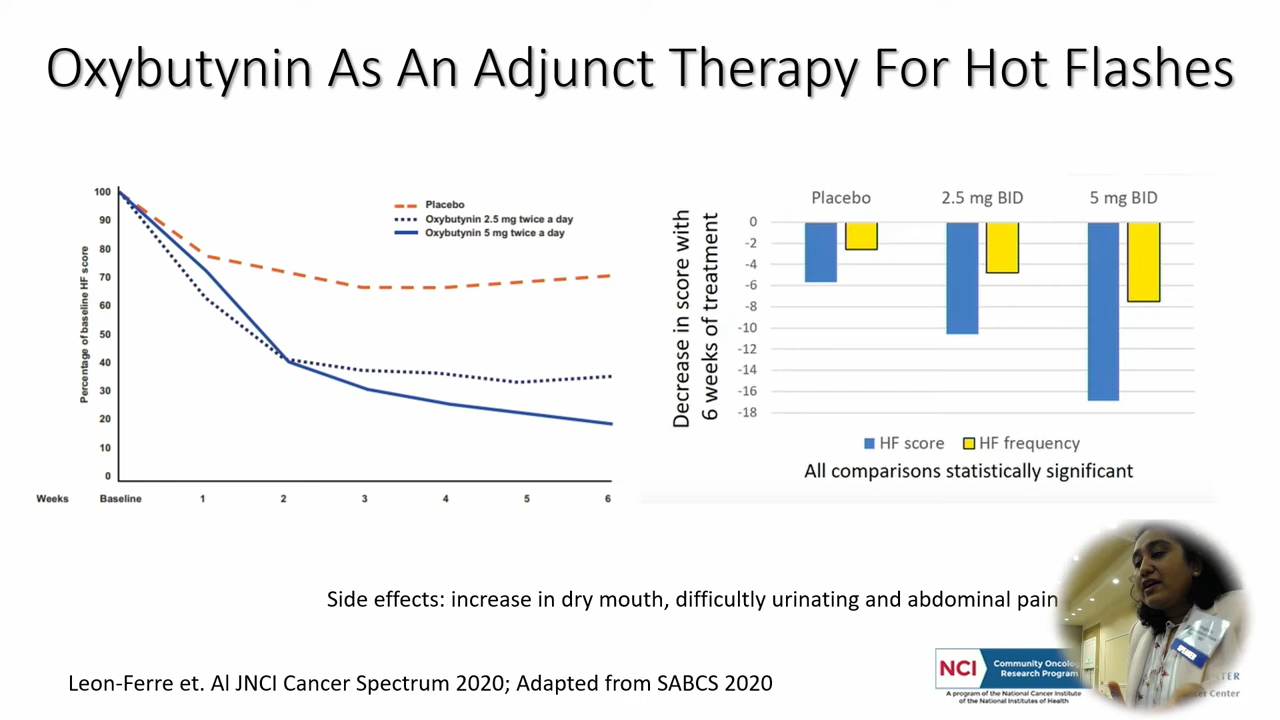 Oxybutynin As An Adjunct Therapy For Hot Flashes
Percentage of baseline HF score
100
90
80
70
60
50
40
30
20
10
0
Placebo
Oxybutynin 2.5 mg twice a day
Oxybutynin 5 mg twice a day
Weeks Baseline 1 2 3 4 5 6
Decrease in score with
6 weeks of treatment
Placebo 2.5 mg BID 5 mg BID
0
-2
-4
-6
-8
-10
-12
-14
-16
-18
HF score HF frequency
All comparisons statistically significant
Side effects: increase in dry mouth, difficultly urinating and abdominal pain
SPEAKER
Leon-Ferre et. Al JNCI Cancer Spectrum 2020; Adapted from SABCS 2020
NCI
Community Oncolo
Research Program
A program of the National Cancer Institute
of the National Institutes of Health
TER
ancer Center